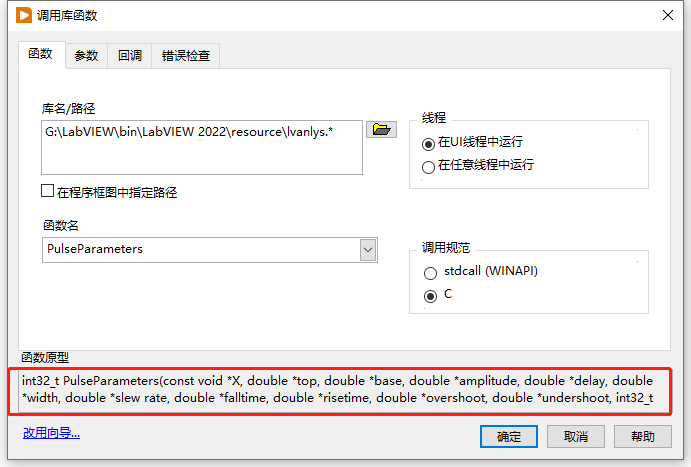 调用库函数
函数 参数 回调 错误检查
库名/路径
G:\LabVIEW\bin\LabVIEW 2022\resource\lvanlys.*
在程序框图中指定路径
函数名
PulseParameters
线程
在UI线程中运行
在任意线程中运行
调用规范
stdcall (WINAPI)
C
函数原型
int32_t PulseParameters(const void *X, double *top, double *base, double *amplitude, double *delay, double
*width, double *slew rate, double *falltime, double *risetime, double *overshoot, double *undershoot, int32_t
改用向导...
确定 取消 帮助